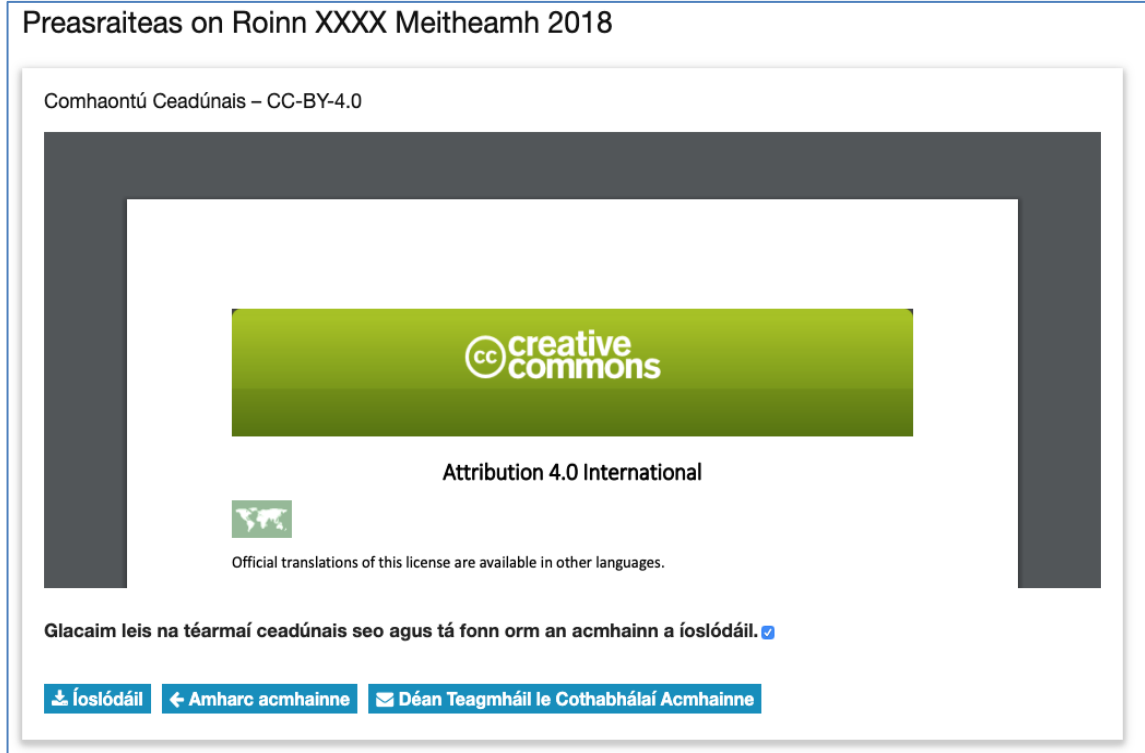 Preasraiteas on Roinn XXXX Meitheamh 2018
Comhaontú Ceadúnais – CC-BY-4.0
cc creative
commons
Attribution 4.0 International
Official translations of this license are available in other languages.
Glacaim leis na téarmaí ceadúnais seo agus tá fonn orm an acmhainn a íoslódáil.
Íoslódáil Amharc acmhainne Déan Teagmháil le Cothabhálaí Acmhainne